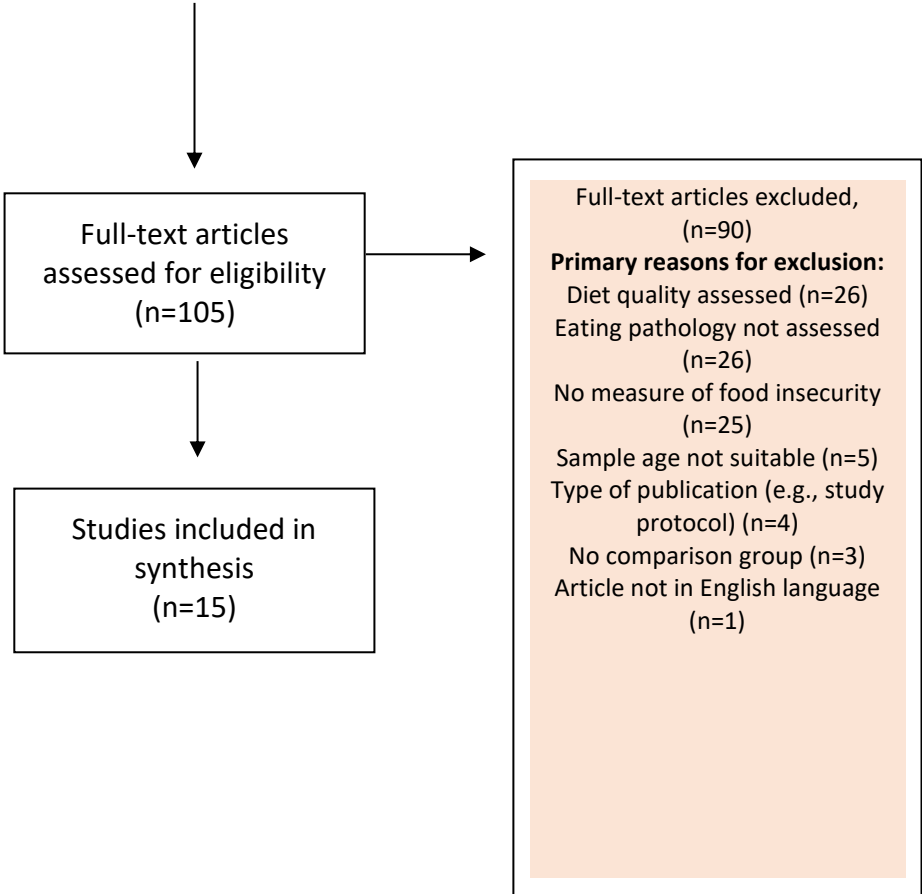 Full-text articles
assessed for eligibility
(n=105)
Full-text articles excluded,
(n=90)
Primary reasons for exclusion:
Diet quality assessed (n=26)
Eating pathology not assessed
(n=26)
No measure of food insecurity
(n=25)
Sample age not suitable (n=5)
Type of publication (e.g., study
protocol) (n=4)
No comparison group (n=3)
Article not in English language
(n=1)
Studies included in
synthesis
(n=15)